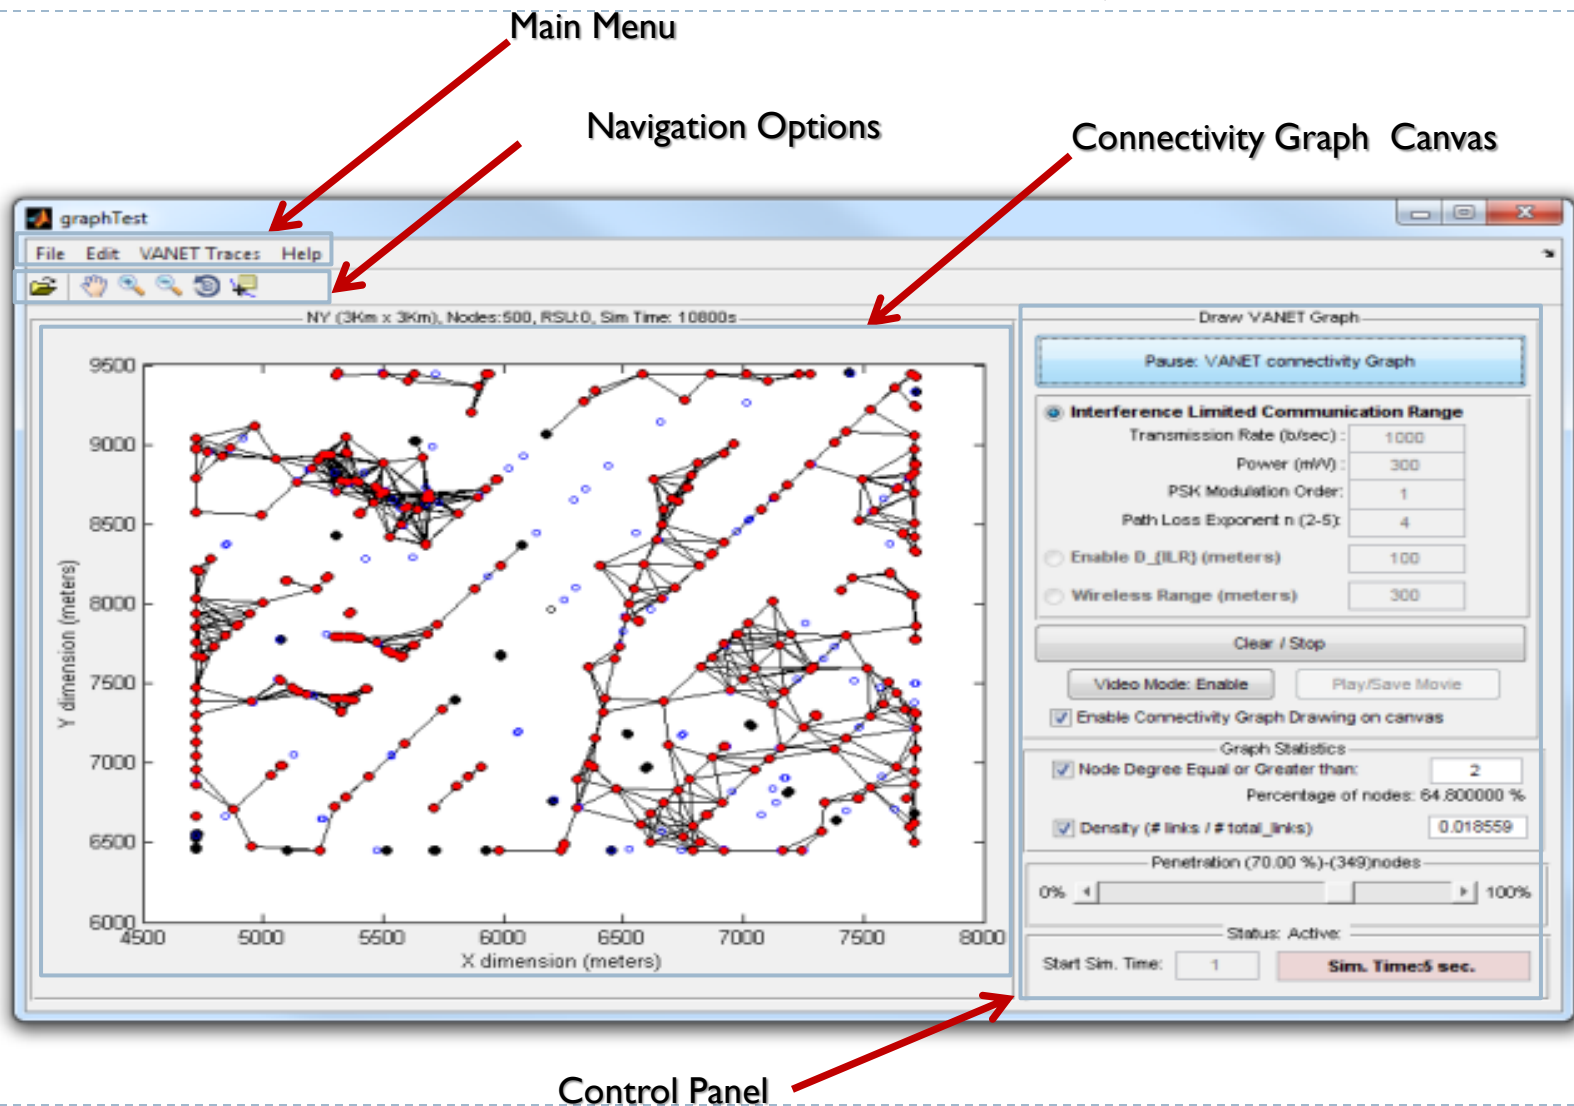 Main Menu
Navigation Options
Connectivity Graph Canvas
graphTest
File Edit VANET Traces Help
NY (3Km x 3Km), Nodes:500, RSU:0, Sim Time: 10800s
9500
9000
8500
8000
7500
7000
6500
6000
Y dimension (meters)
4500 5000 5500 6000 6500 7000 7500 8000
X dimension (meters)
Draw VANET Graph
Pause: VANET connectivity Graph
Interference Limited Communication Range
Transmission Rate (b/sec) : 1000
Power (mW) : 300
PSK Modulation Order: 1
Path Loss Exponent n (2-5): 4
Enable D_{ILR} (meters) 100
Wireless Range (meters) 300
Clear / Stop
Video Mode: Enable Play/Save Movie
Enable Connectivity Graph Drawing on canvas
Graph Statistics
Node Degree Equal or Greater than: 2
Percentage of nodes: 64.800000 %
Density (# links / # total_links) 0.018559
Penetration (70.00 %)-(349)nodes
0% 100%
Status: Active:
Start Sim. Time: 1 Sim. Time:5 sec.
Control Panel